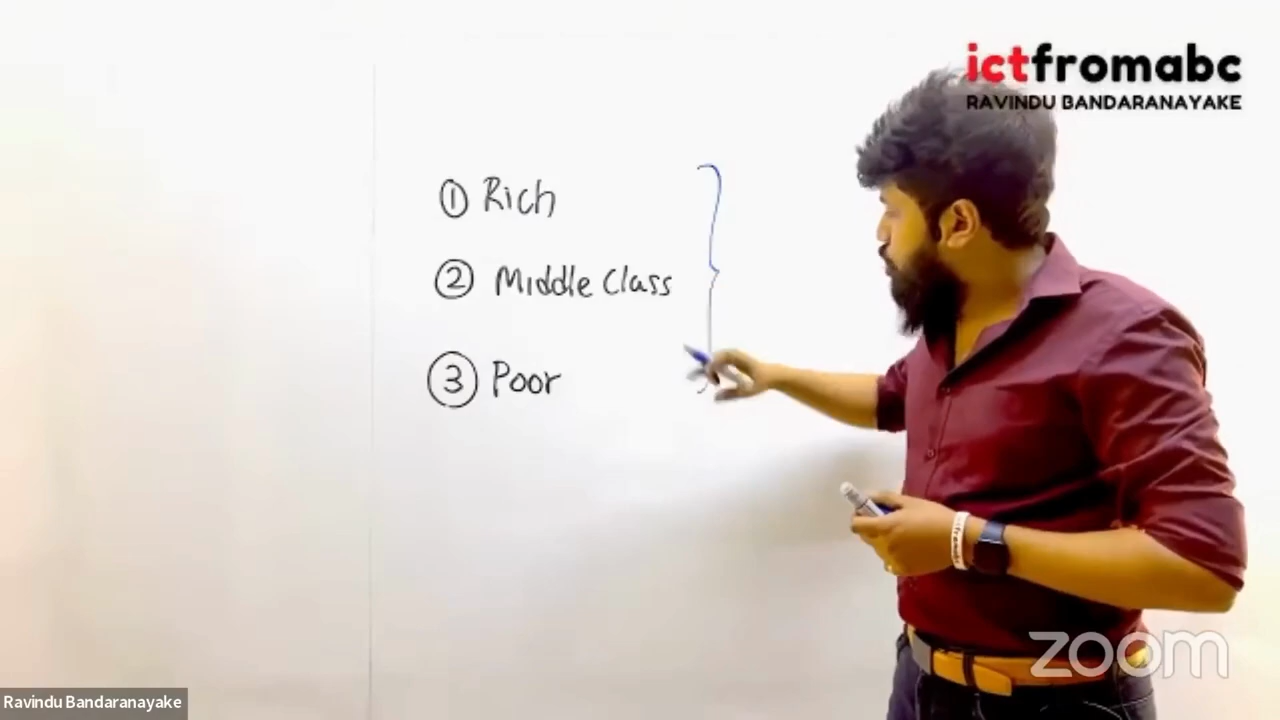 ictfromabc
RAVINDU BANDARANAYAKE
① Rich
② Middle Class
③ Poor
zoom
Ravindu Bandaranayake